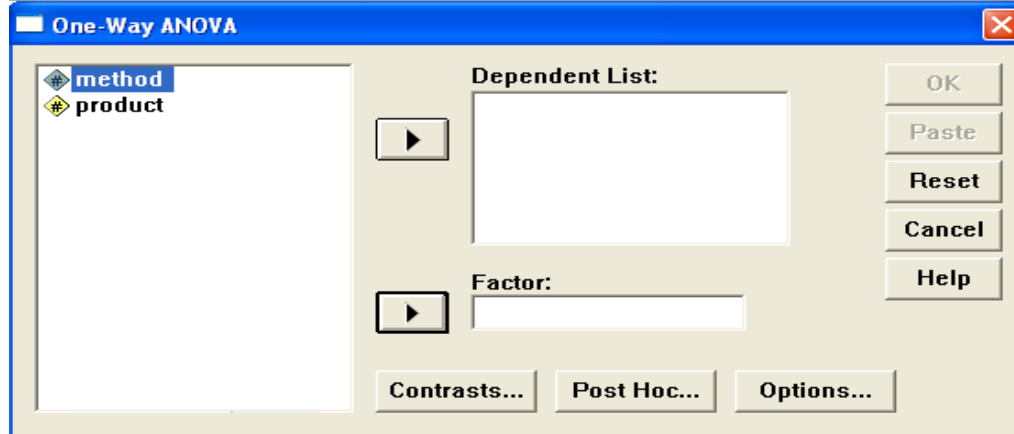 One-Way ANOVA
# method
# product
Dependent List:
Factor:
OK
Paste
Reset
Cancel
Help
Contrasts... Post Hoc... Options...